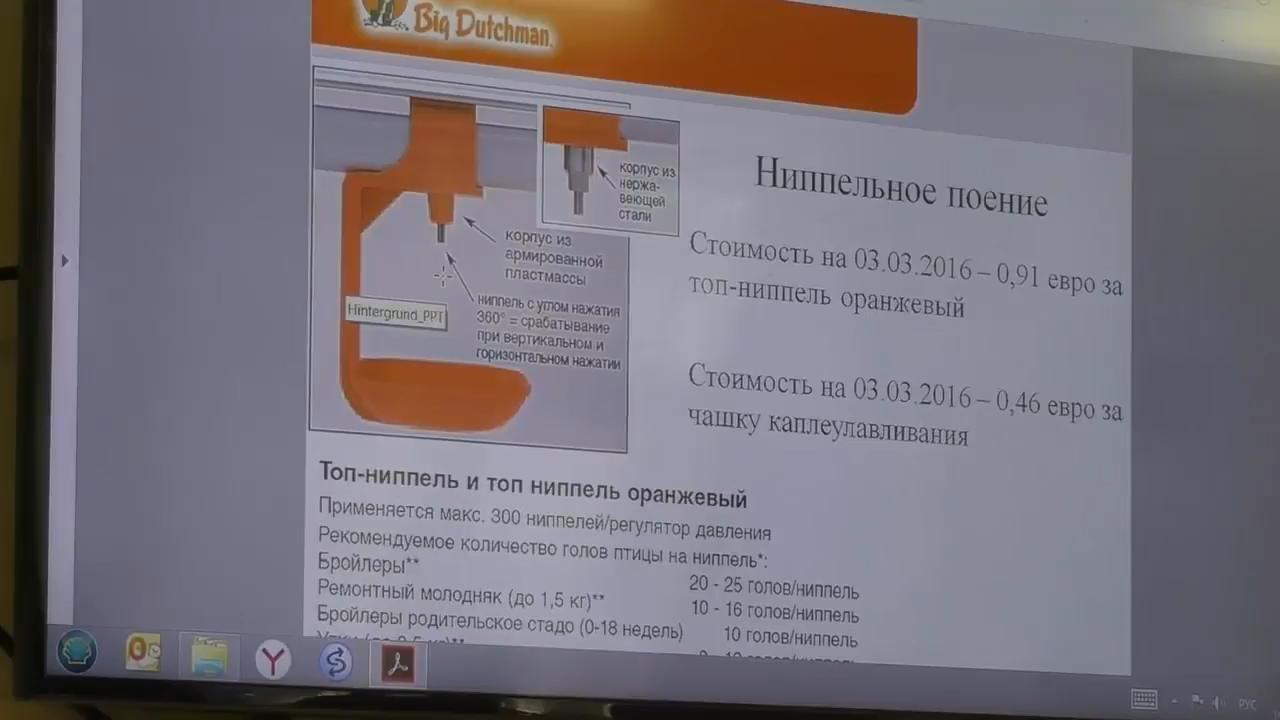 Big Dutchman.
корпус из
нержа-
веющей
стали
корпус из
армированной
пластмассы
ниппель с углом нажатия
360° = срабатывание
при вертикальном и
горизонтальном нажатии
Hintergrund_PPT
Ниппельное поение
Стоимость на 03.03.2016 – 0,91 евро за
топ-ниппель оранжевый
Стоимость на 03.03.2016 – 0,46 евро за
чашку каплеулавливания
Топ-ниппель и топ ниппель оранжевый
Применяется макс. 300 ниппелей/регулятор давления
Рекомендуемое количество голов птицы на ниппель*:
Бройлеры** 20 - 25 голов/ниппель
Ремонтный молодняк (до 1,5 кг)** 10 - 16 голов/ниппель
Бройлеры родительское стадо (0-18 недель) 10 голов/ниппель
РУС